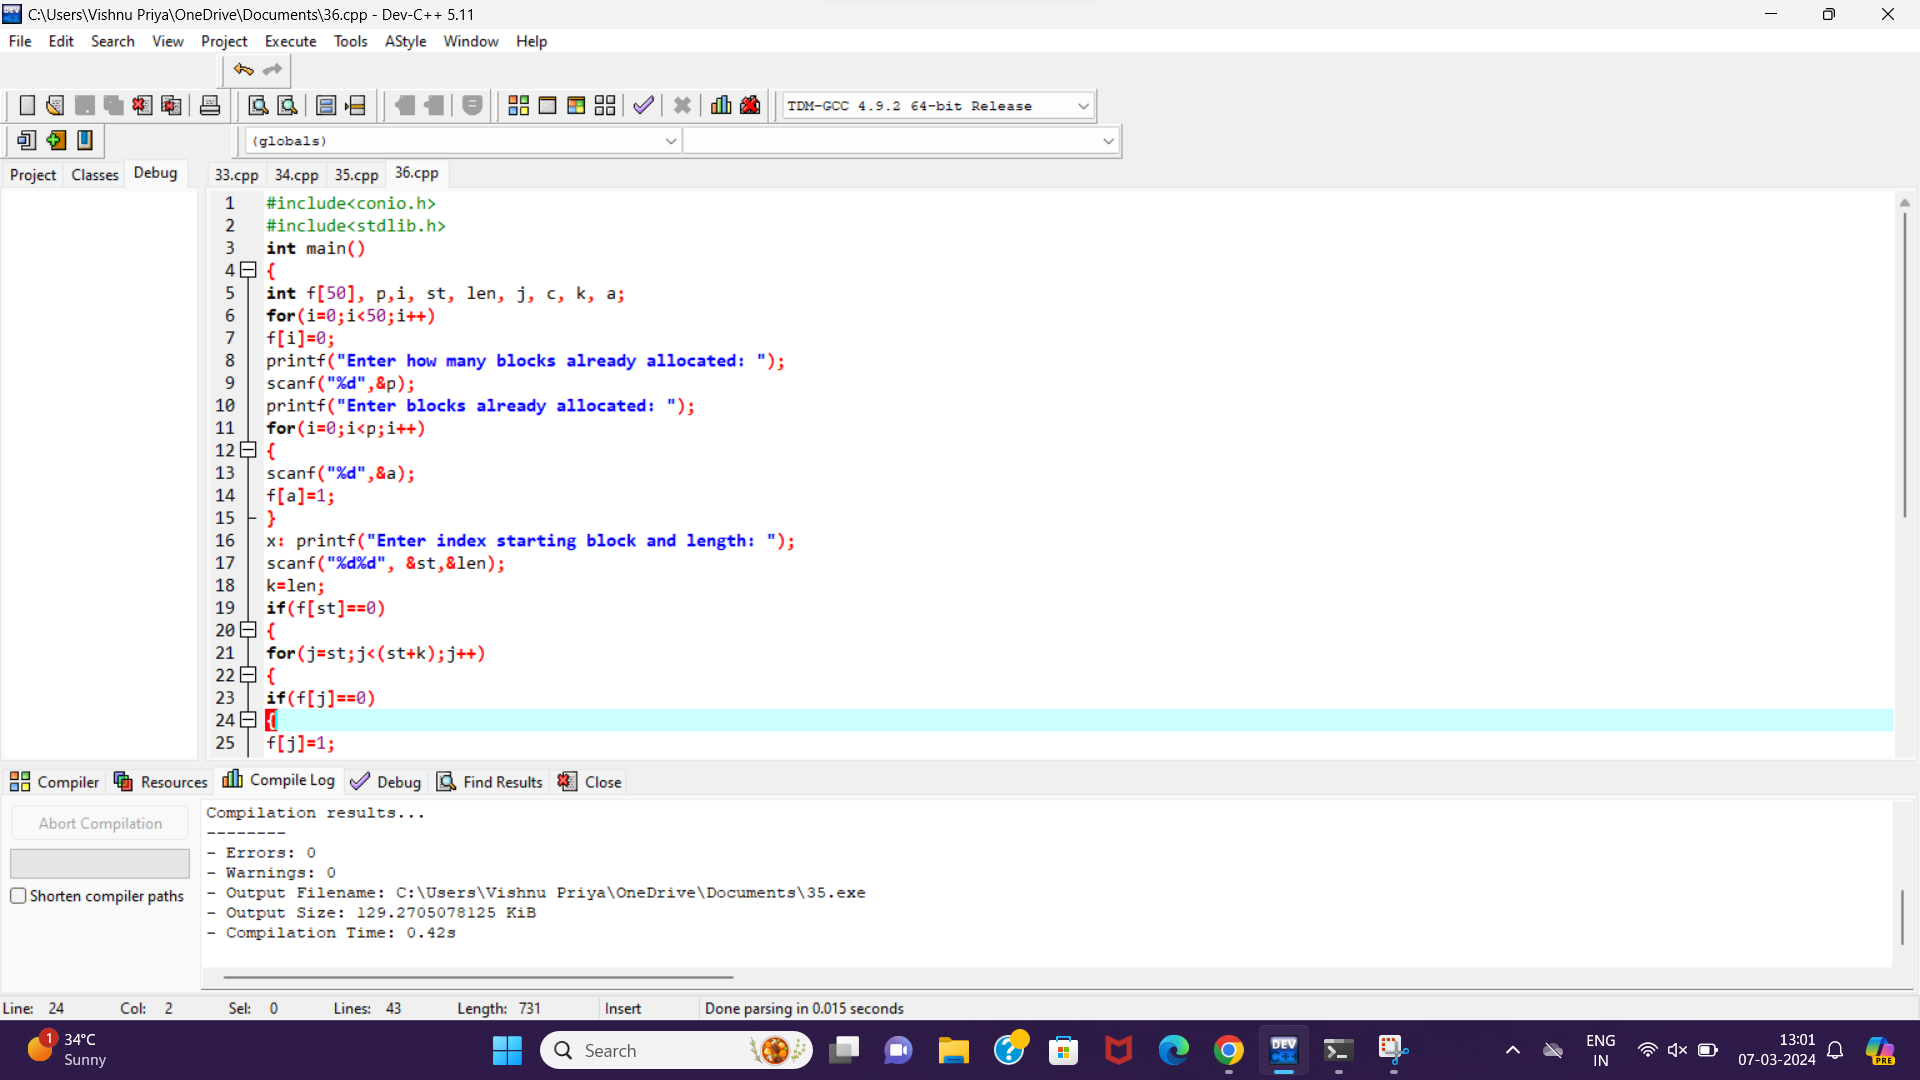 C:\Users\Vishnu Priya\OneDrive\Documents\36.cpp - Dev-C++ 5.11
File Edit Search View Project Execute Tools AStyle Window Help
TDM-GCC 4.9.2 64-bit Release
(globals)
Project Classes Debug
33.cpp 34.cpp 35.cpp 36.cpp
1 #include<conio.h>
2 #include<stdlib.h>
3 int main()
4 {
5 int f[50], p,i, st, len, j, c, k, a;
6 for(i=0;i<50;i++)
7 f[i]=0;
8 printf("Enter how many blocks already allocated: ");
9 scanf("%d",&p);
10 printf("Enter blocks already allocated: ");
11 for(i=0;i<p;i++)
12 {
13 scanf("%d",&a);
14 f[a]=1;
15 }
16 x: printf("Enter index starting block and length: ");
17 scanf("%d%d", &st,&len);
18 k=len;
19 if(f[st]==0)
20 {
21 for(j=st;j<(st+k);j++)
22 {
23 if(f[j]==0)
24 {
25 f[j]=1;
Compiler Resources Compile Log Debug Find Results Close
Abort Compilation
Shorten compiler paths
Compilation results...
--------
- Errors: 0
- Warnings: 0
- Output Filename: C:\Users\Vishnu Priya\OneDrive\Documents\35.exe
- Output Size: 129.2705078125 KiB
- Compilation Time: 0.42s
Line: 24 Col: 2 Sel: 0 Lines: 43 Length: 731 Insert Done parsing in 0.015 seconds
1
34°C
Sunny
Search
DEV
ENG
IN
13:01
07-03-2024
PRE